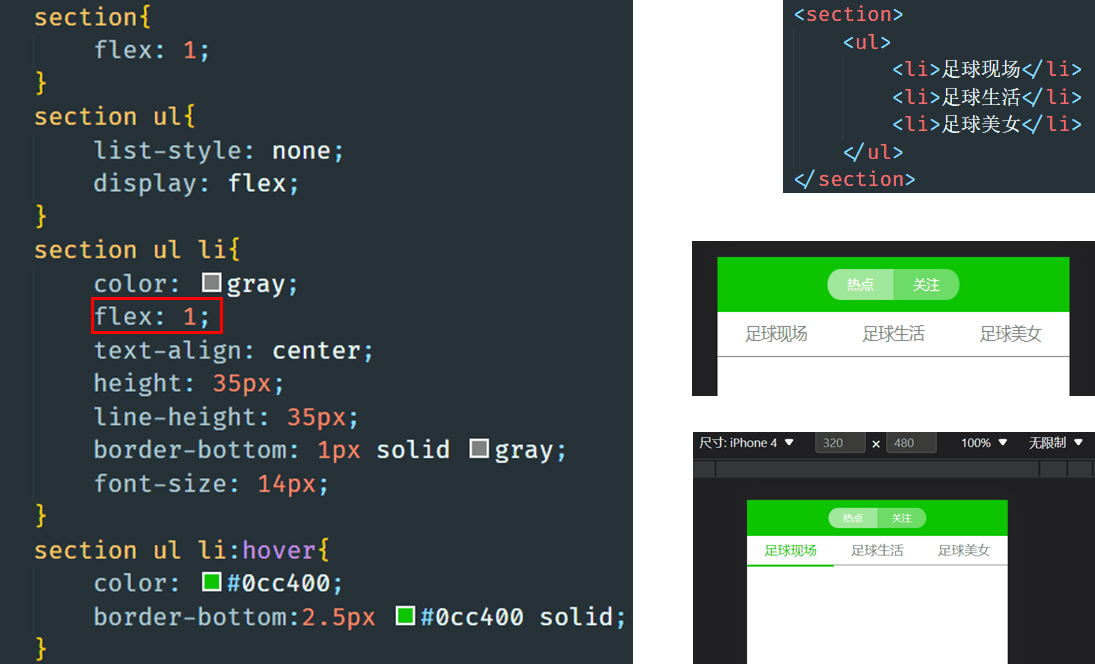 section{
flex: 1;
}
section ul{
list-style: none;
display: flex;
}
section ul li{
color: gray;
flex: 1;
text-align: center;
height: 35px;
line-height: 35px;
border-bottom: 1px solid gray;
font-size: 14px;
}
section ul li:hover{
color: #0cc400;
border-bottom:2.5px #0cc400 solid;
}
<section>
<ul>
<li>足球现场</li>
<li>足球生活</li>
<li>足球美女</li>
</ul>
</section>
热点 关注
足球现场 足球生活 足球美女
尺寸: iPhone 4 ▼ 320 × 480 100% ▼ 无限制 ▼
热点 关注
足球现场 足球生活 足球美女